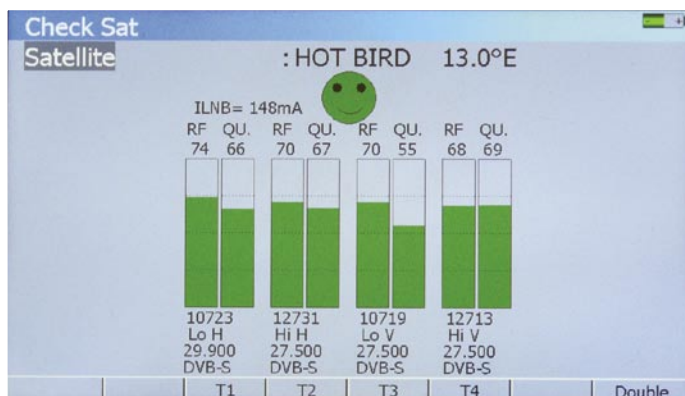 Check Sat
Satellite : HOT BIRD 13.0°E
ILNB= 148mA
RF QU. RF QU. RF QU. RF QU.
74 66 70 67 70 55 68 69
10723 12731 10719 12713
Lo H Hi H Lo V Hi V
29.900 27.500 27.500 27.500
DVB-S DVB-S DVB-S DVB-S
T1 T2 T3 T4 Double